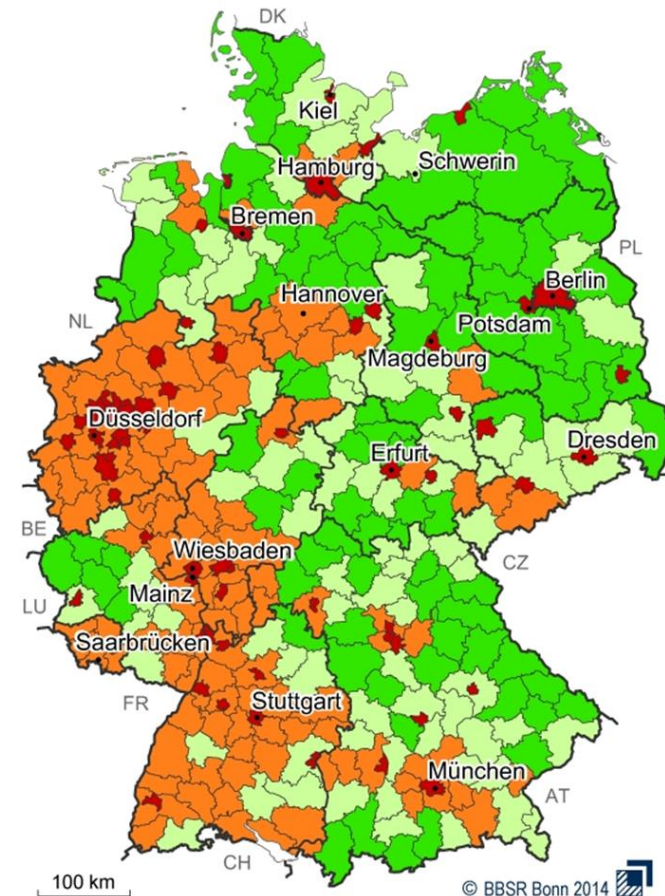 DK
Kiel
Hamburg
Schwerin
Bremen
PL
Berlin
Hannover
Potsdam
NL
Magdeburg
Düsseldorf
Dresden
Erfurt
BE
Wiesbaden
CZ
Mainz
LU
Saarbrücken
FR
Stuttgart
München
AT
CH
100 km
© BBSR Bonn 2014